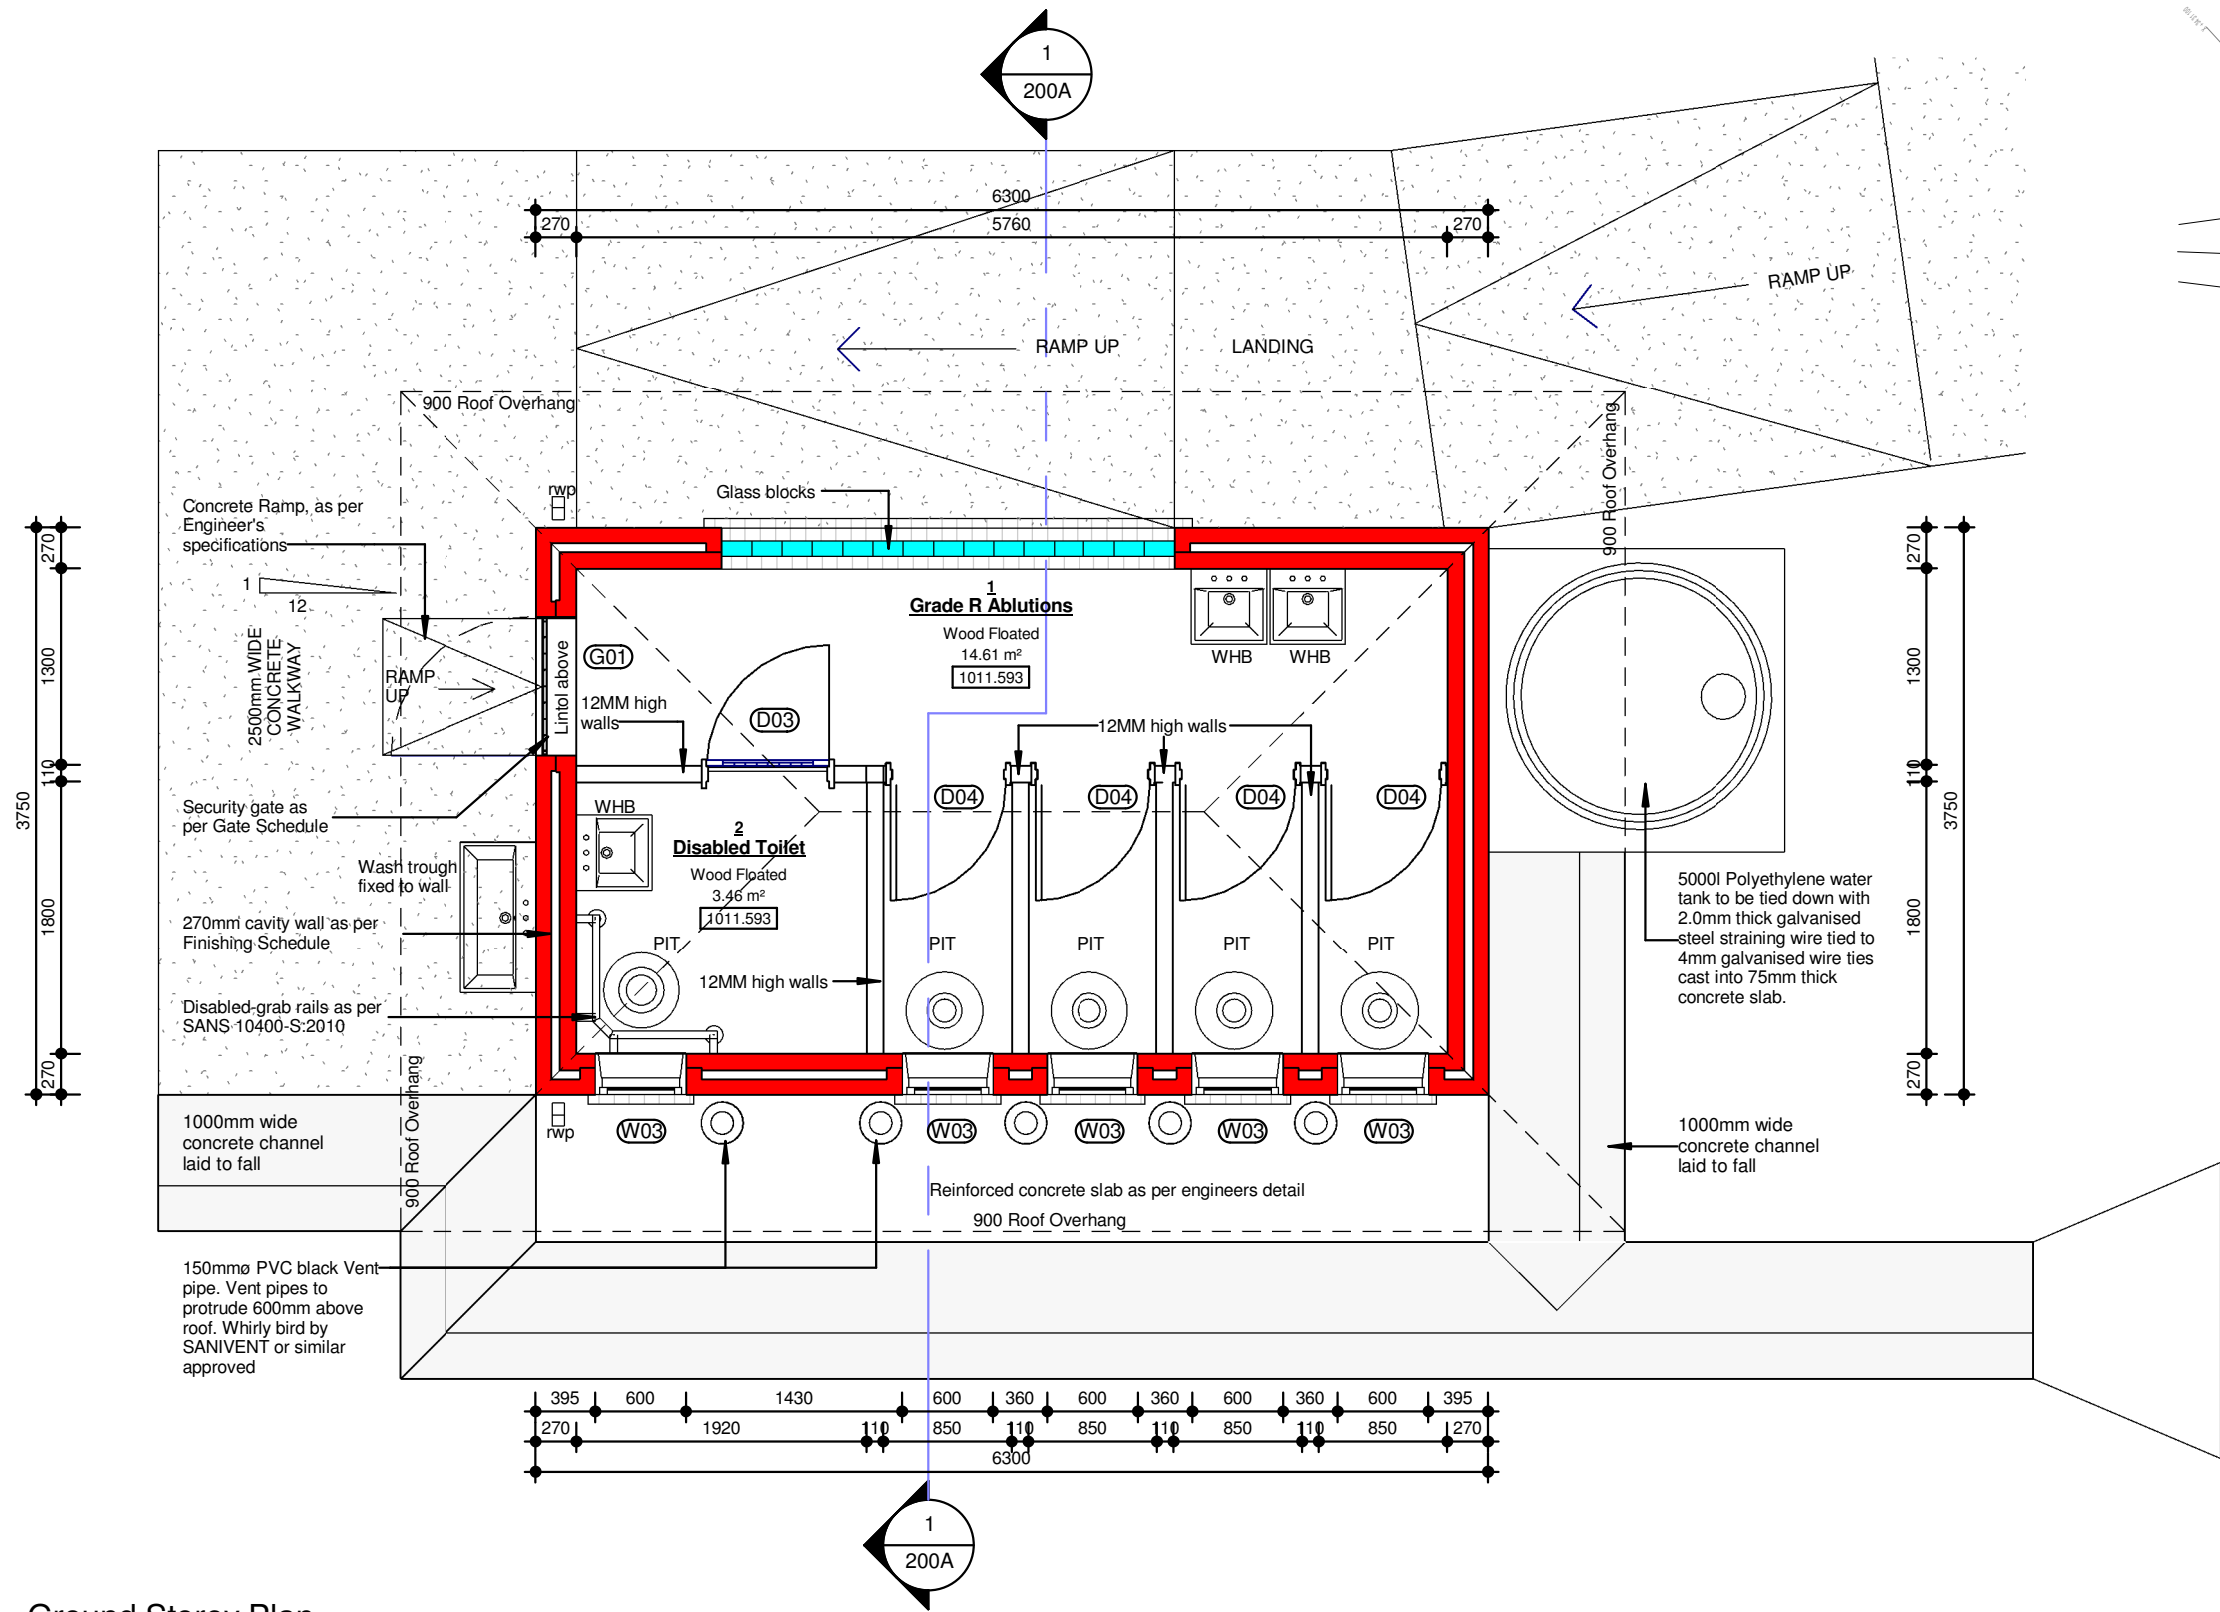 1
200A
6300
270
5760
270
RAMP UP
RAMP UP
LANDING
900 Roof Overhang
900 Roof Overhang
Concrete Ramp, as per
Engineer's
specifications
1
12
rwp
Glass blocks
2500mm WIDE
CONCRETE
WALKWAY
RAMP
UP
Lintol above
G01
12MM high
walls
D03
1
Grade R Ablutions
Wood Floated
14.61 m²
1011.593
WHB
WHB
12MM high walls
D04
D04
D04
D04
Security gate as
per Gate Schedule
WHB
2
Disabled Toilet
Wood Floated
3.46 m²
1011.593
Wash trough
fixed to wall
270mm cavity wall as per
Finishing Schedule
PIT
PIT
PIT
PIT
PIT
12MM high walls
Disabled grab rails as per
SANS 10400-S:2010
5000l Polyethylene water
tank to be tied down with
2.0mm thick galvanised
steel straining wire tied to
4mm galvanised wire ties
cast into 75mm thick
concrete slab.
270
1300
110
1800
270
3750
270
1300
110
1800
270
3750
900 Roof Overhang
1000mm wide
concrete channel
laid to fall
rwp
W03
W03
W03
W03
W03
1000mm wide
concrete channel
laid to fall
Reinforced concrete slab as per engineers detail
900 Roof Overhang
150mmø PVC black Vent
pipe. Vent pipes to
protrude 600mm above
roof. Whirly bird by
SANIVENT or similar
approved
395
600
1430
600
360
600
360
600
360
600
395
270
1920
110
850
110
850
110
850
110
850
270
6300
1
200A
Ground Storey Plan